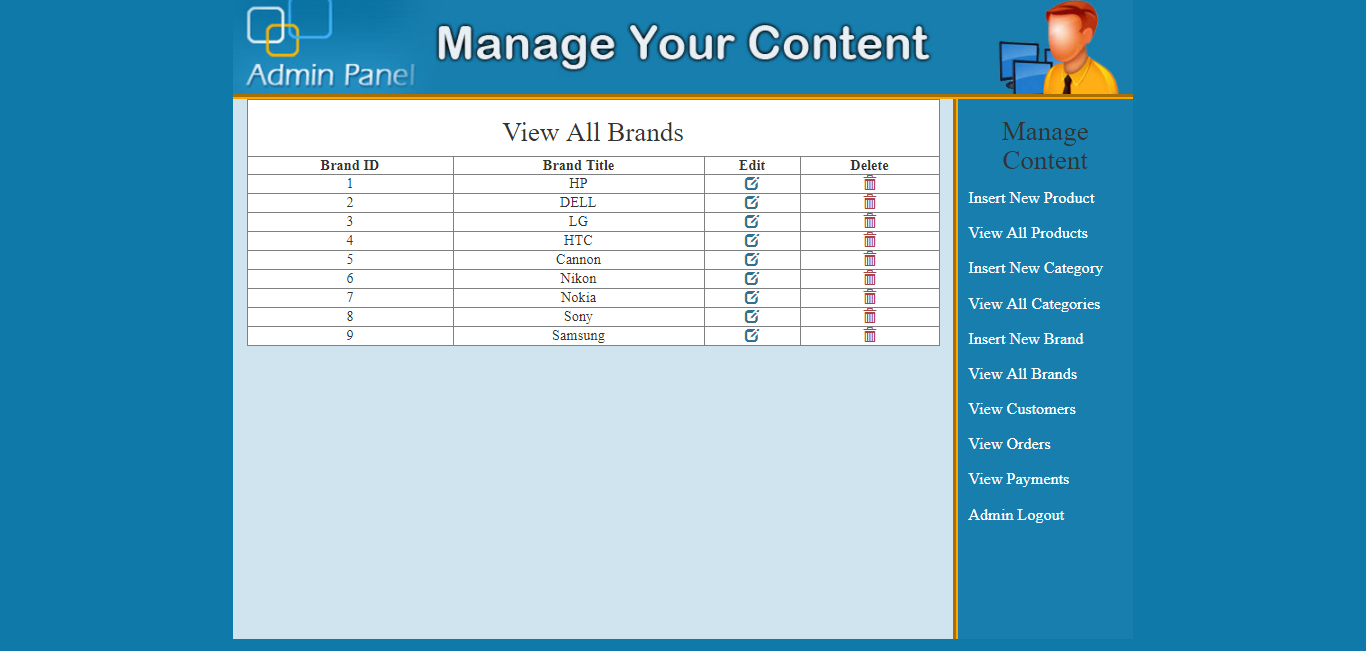 Admin Panel
Manage Your Content
View All Brands
Brand ID Brand Title Edit Delete
1 HP
2 DELL
3 LG
4 HTC
5 Cannon
6 Nikon
7 Nokia
8 Sony
9 Samsung
Manage
Content
Insert New Product
View All Products
Insert New Category
View All Categories
Insert New Brand
View All Brands
View Customers
View Orders
View Payments
Admin Logout